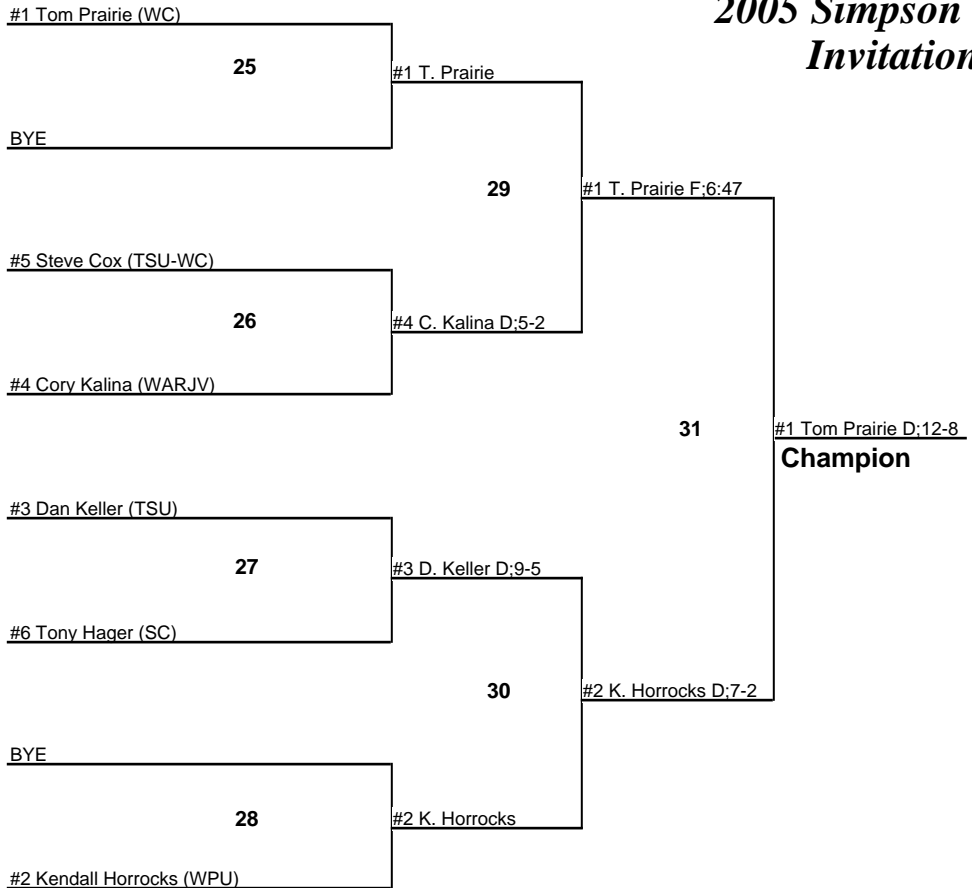 2005 Simpson
Invitation
#1 Tom Prairie (WC)
25
#1 T. Prairie
BYE
29
#1 T. Prairie F;6:47
#5 Steve Cox (TSU-WC)
26
#4 C. Kalina D;5-2
#4 Cory Kalina (WARJV)
31
#1 Tom Prairie D;12-8
Champion
#3 Dan Keller (TSU)
27
#3 D. Keller D;9-5
#6 Tony Hager (SC)
30
#2 K. Horrocks D;7-2
BYE
28
#2 K. Horrocks
#2 Kendall Horrocks (WPU)